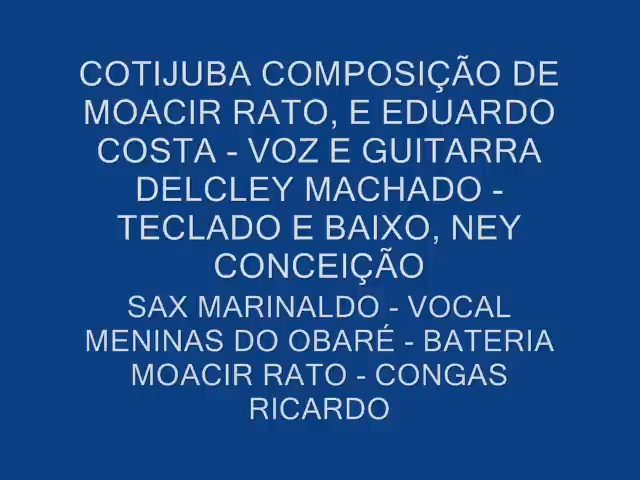 COTIJUBA COMPOSIÇÃO DE
MOACIR RATO, E EDUARDO
COSTA - VOZ E GUITARRA
DELCLEY MACHADO -
TECLADO E BAIXO, NEY
CONCEIÇÃO
SAX MARINALDO - VOCAL
MENINAS DO OBARÉ - BATERIA
MOACIR RATO - CONGAS
RICARDO